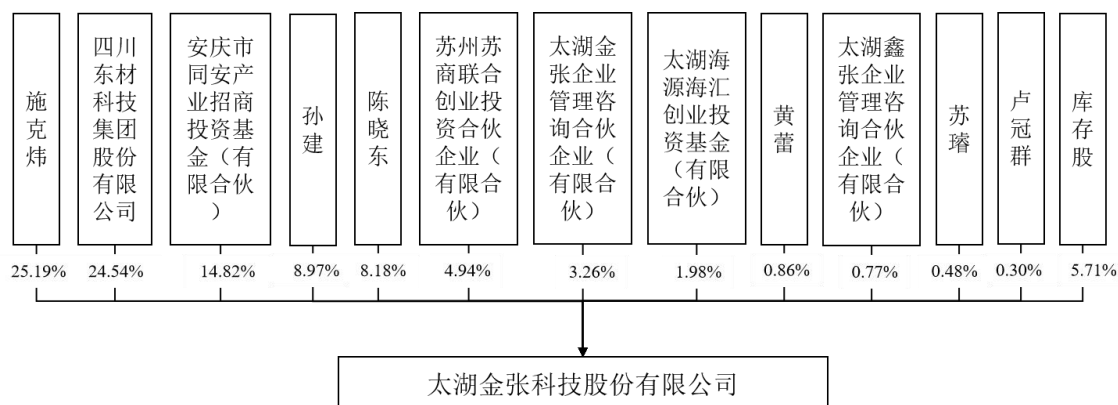 施
克
炜
四川
东材
科技
集团
股份
有限
公司
安庆市
同安产
业招商
投资基
金（有
限合伙
）
孙
建
陈
晓
东
苏州苏
商联合
创业投
资合伙
企业（
有限合
伙）
太湖金
张企业
管理咨
询合伙
企业（
有限合
伙）
太湖海
源海汇
创业投
资基金
（有限
合伙）
黄
蕾
太湖鑫
张企业
管理咨
询合伙
企业（
有限合
伙）
苏
璿
卢
冠
群
库
存
股
25.19% 24.54% 14.82% 8.97% 8.18% 4.94% 3.26% 1.98% 0.86% 0.77% 0.48% 0.30% 5.71%
太湖金张科技股份有限公司